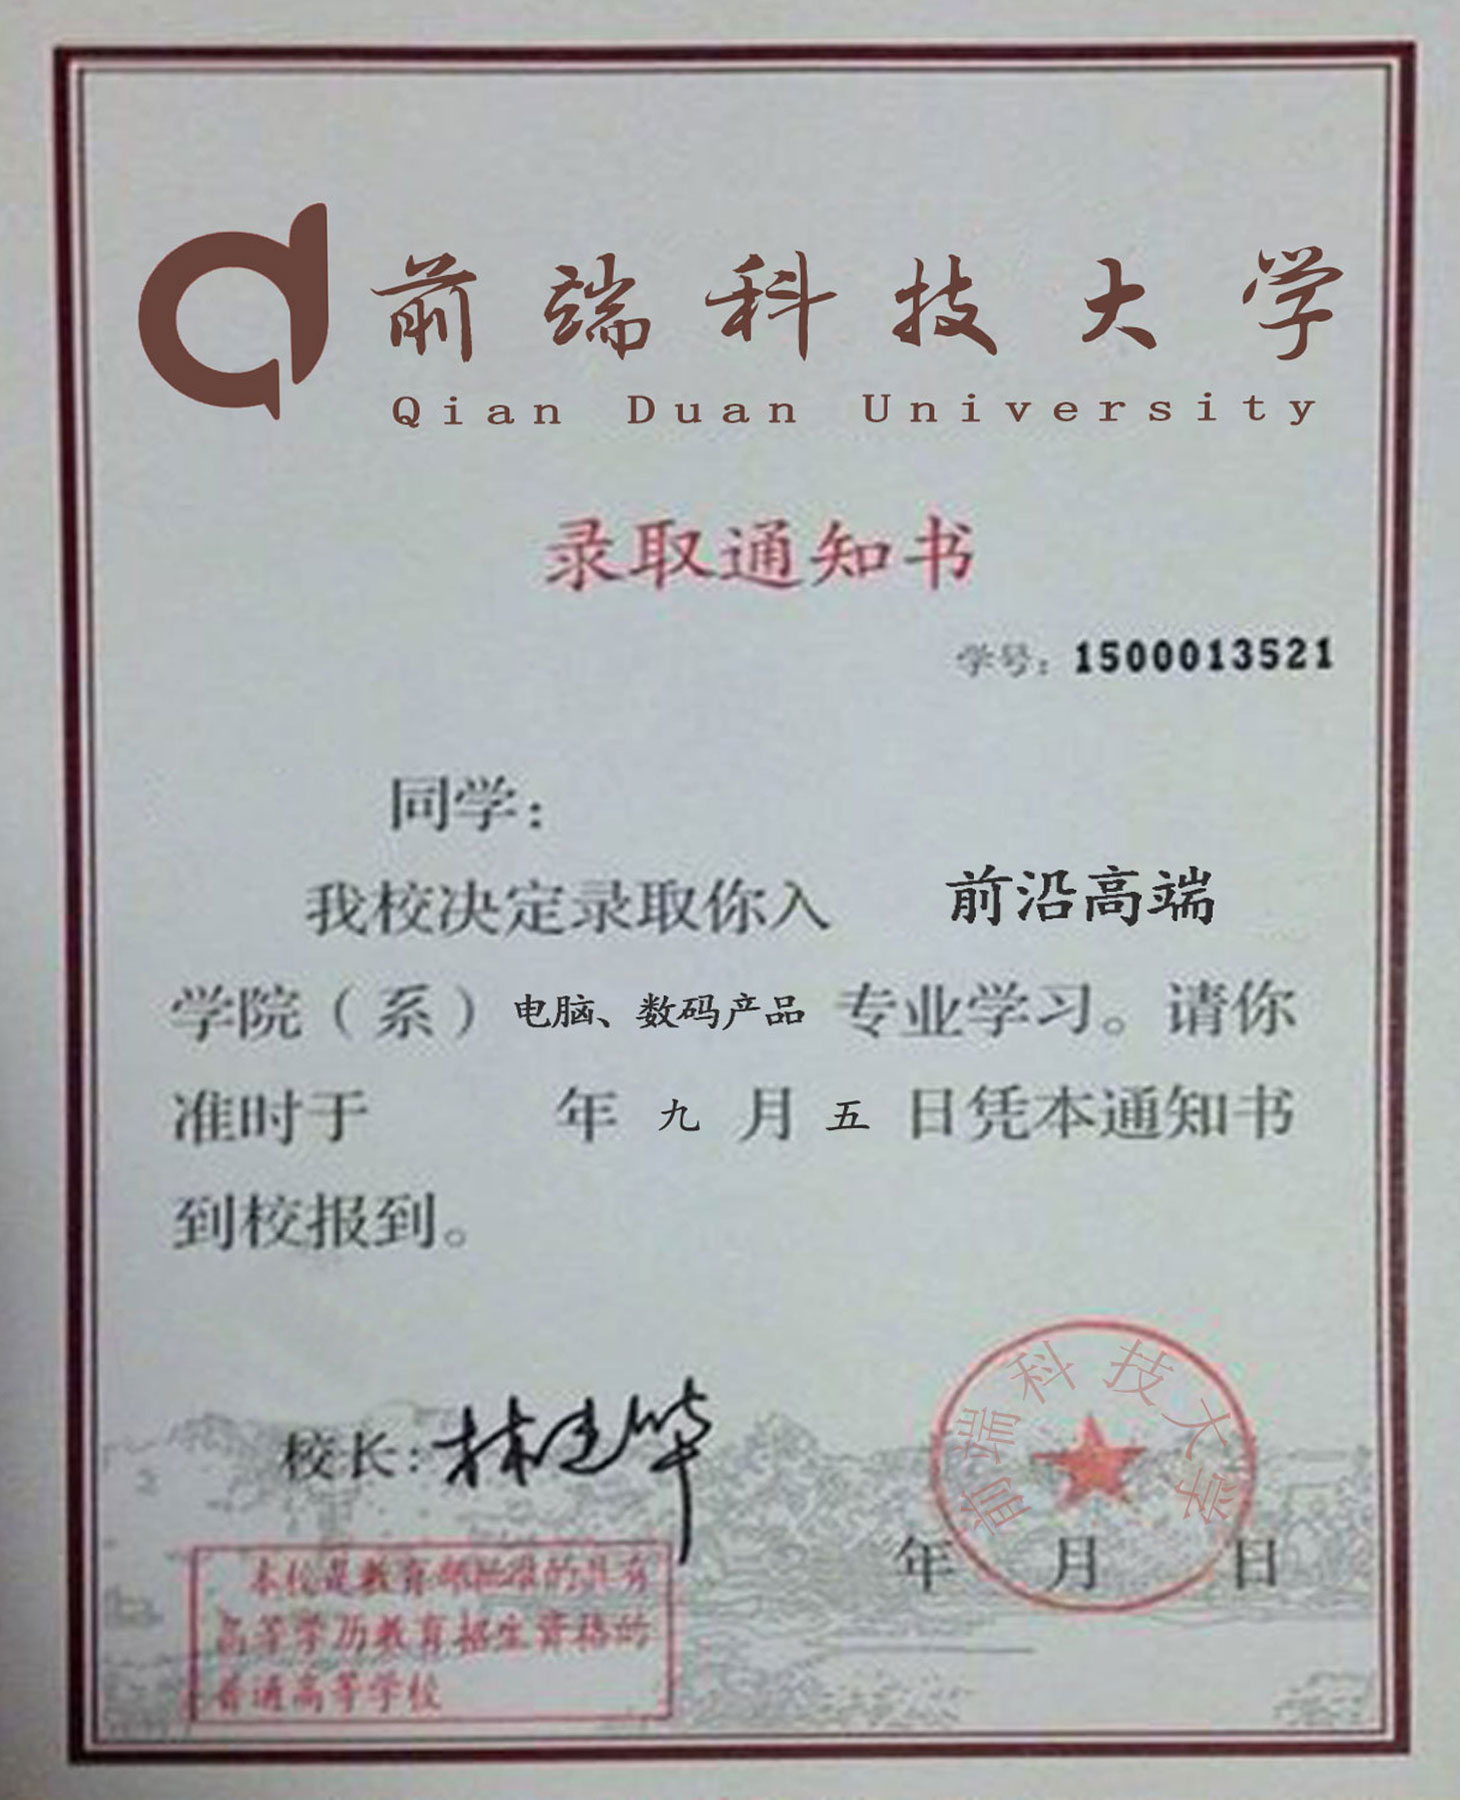 前端科技大学
Qian Duan University
录取通知书
学号：1500013521
同学：
我校决定录取你入 前沿高端
学院（系）电脑、数码产品 专业学习。请你
准时于 年 九 月 五 日凭本通知书
到校报到。
校长：林建华
前端科技大学
年 月 日
本校是教育部批准的具有
高等学历教育招生资格的
普通高等学校